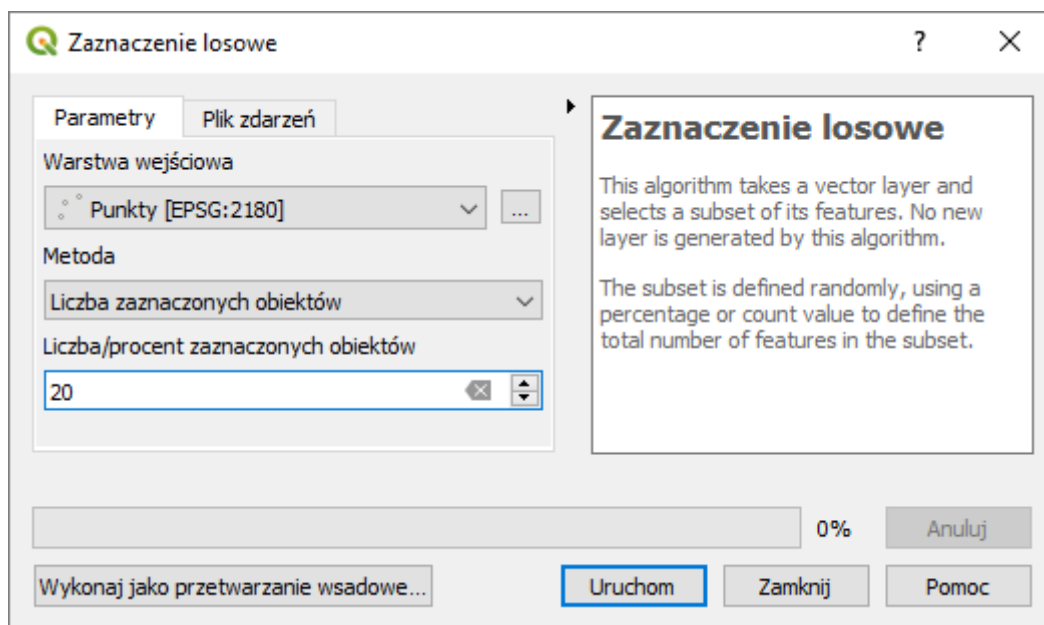 Zaznaczenie losowe
?
Parametry
Plik zdarzeń
Warstwa wejściowa
Punkty [EPSG:2180]
...
Metoda
Liczba zaznaczonych obiektów
Liczba/procent zaznaczonych obiektów
20
Zaznaczenie losowe
This algorithm takes a vector layer and
selects a subset of its features. No new
layer is generated by this algorithm.
The subset is defined randomly, using a
percentage or count value to define the
total number of features in the subset.
0%
Anuluj
Wykonaj jako przetwarzanie wsadowe...
Uruchom
Zamknij
Pomoc